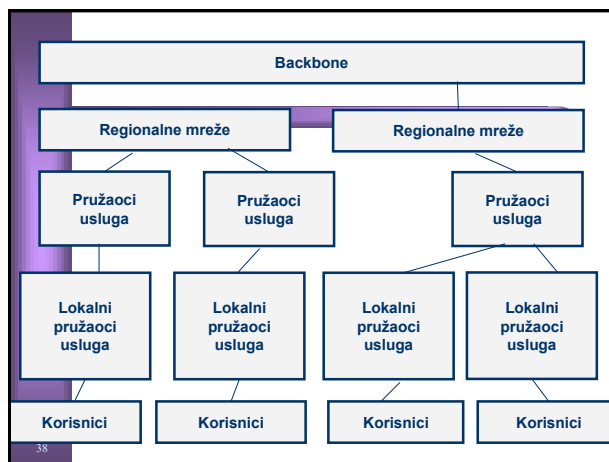 Backbone
Regionalne mreže
Regionalne mreže
Pružaoci
usluga
Pružaoci
usluga
Pružaoci
usluga
Lokalni
pružaoci
usluga
Lokalni
pružaoci
usluga
Lokalni
pružaoci
usluga
Lokalni
pružaoci
usluga
Korisnici
Korisnici
Korisnici
Korisnici
38